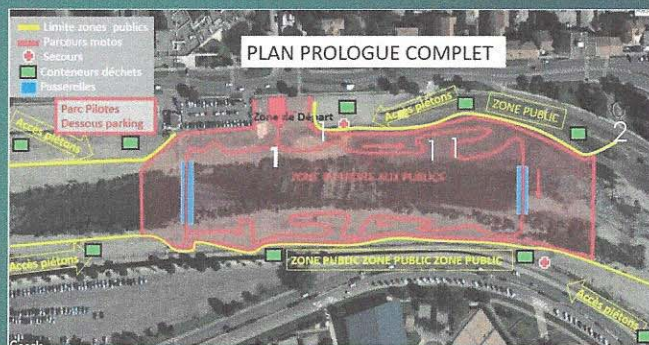 Limite zones publics
Parcours motos
Secours
Conteneurs déchets
Passerelles
PLAN PROLOGUE COMPLET
Parc Pilotes
Dessous parking
Zone de Départ
Accès piétons
ZONE PUBLIC
Accès piétons
2
1
1 1
ZONE INTERDITE AUX PUBLICS
Accès piétons
ZONE PUBLIC ZONE PUBLIC ZONE PUBLIC
Accès piétons
Google